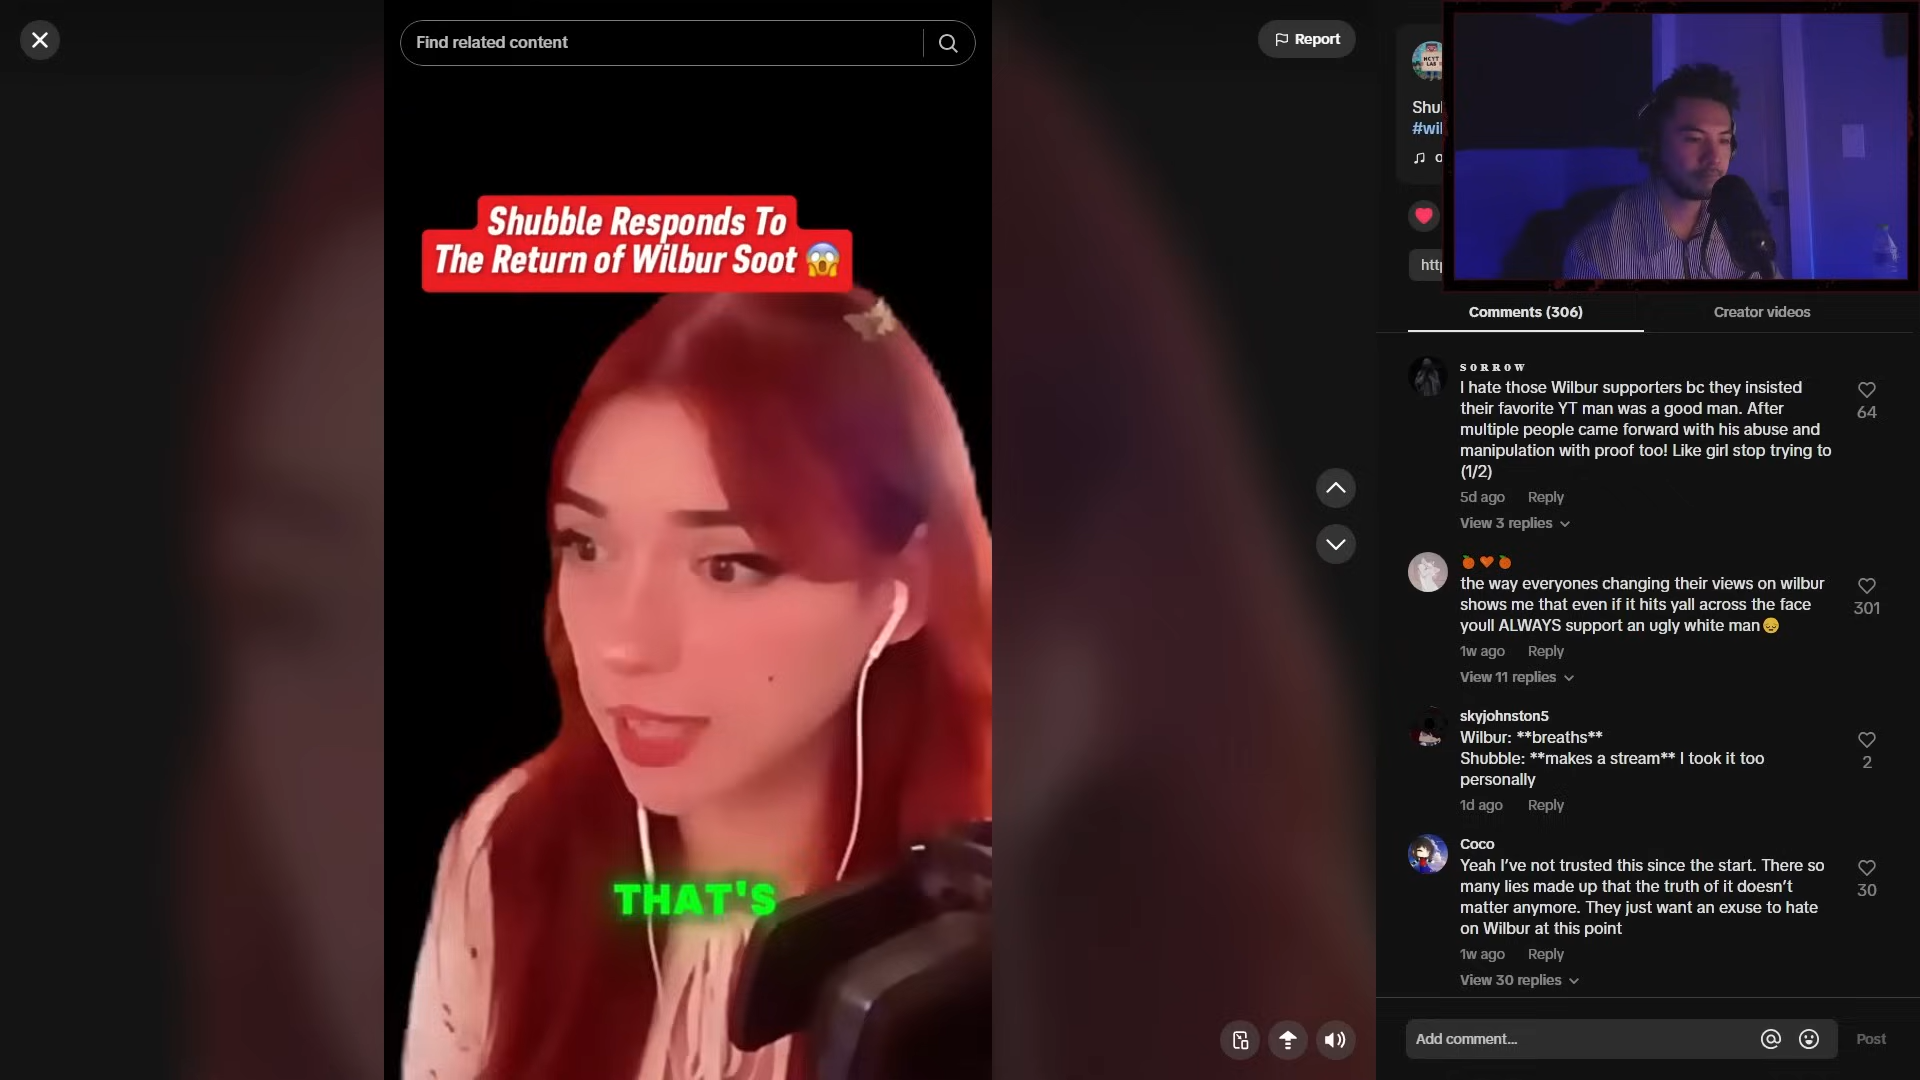 Find related content
Report
Shubble Responds To
The Return of Wilbur Soot 😱
THAT'S
MCYT
LAB
Shul
#wil
htt
Comments (306)
Creator videos
S O R R O W
I hate those Wilbur supporters bc they insisted
their favorite YT man was a good man. After
multiple people came forward with his abuse and
manipulation with proof too! Like girl stop trying to
(1/2)
64
5d ago Reply
View 3 replies
🍊🧡🍊
the way everyones changing their views on wilbur
shows me that even if it hits yall across the face
youll ALWAYS support an ugly white man😔
301
1w ago Reply
View 11 replies
skyjohnston5
Wilbur: **breaths**
Shubble: **makes a stream** I took it too
personally
2
1d ago Reply
Coco
Yeah I’ve not trusted this since the start. There so
many lies made up that the truth of it doesn’t
matter anymore. They just want an excuse to hate
on Wilbur at this point
30
1w ago Reply
View 30 replies
Add comment...
Post